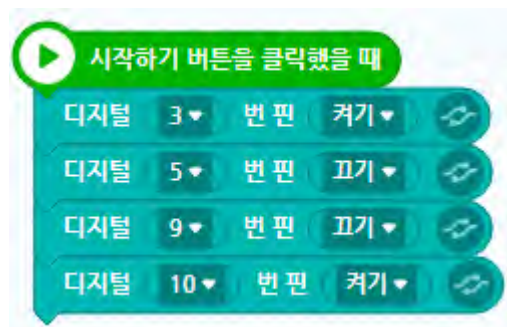 시작하기 버튼을 클릭했을 때
디지털 3 번 핀 켜기
디지털 5 번 핀 끄기
디지털 9 번 핀 끄기
디지털 10 번 핀 켜기